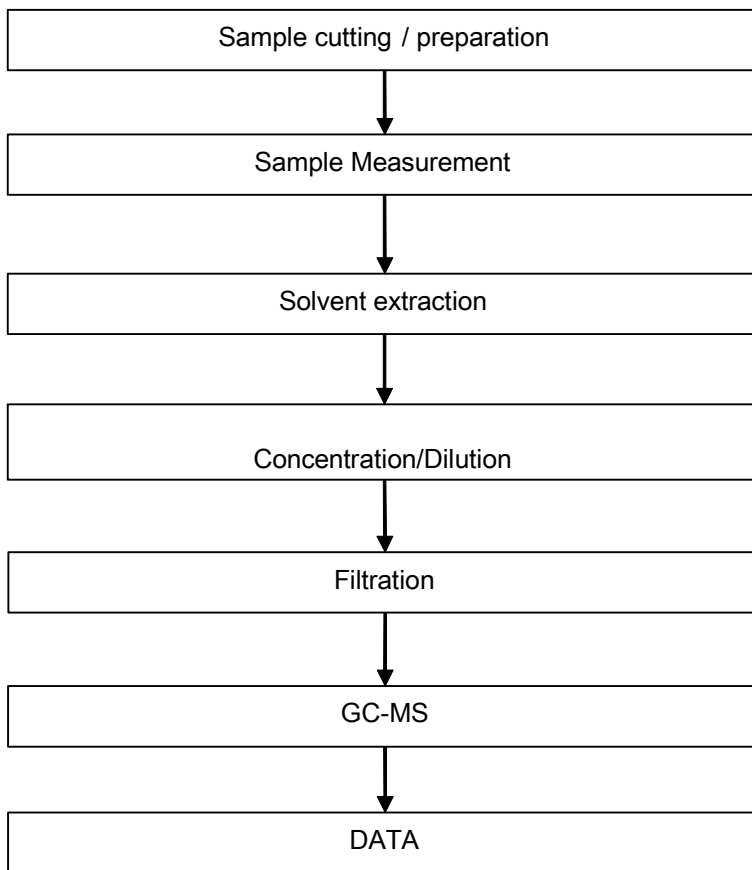 Sample cutting / preparation
Sample Measurement
Solvent extraction
Concentration/Dilution
Filtration
GC-MS
DATA